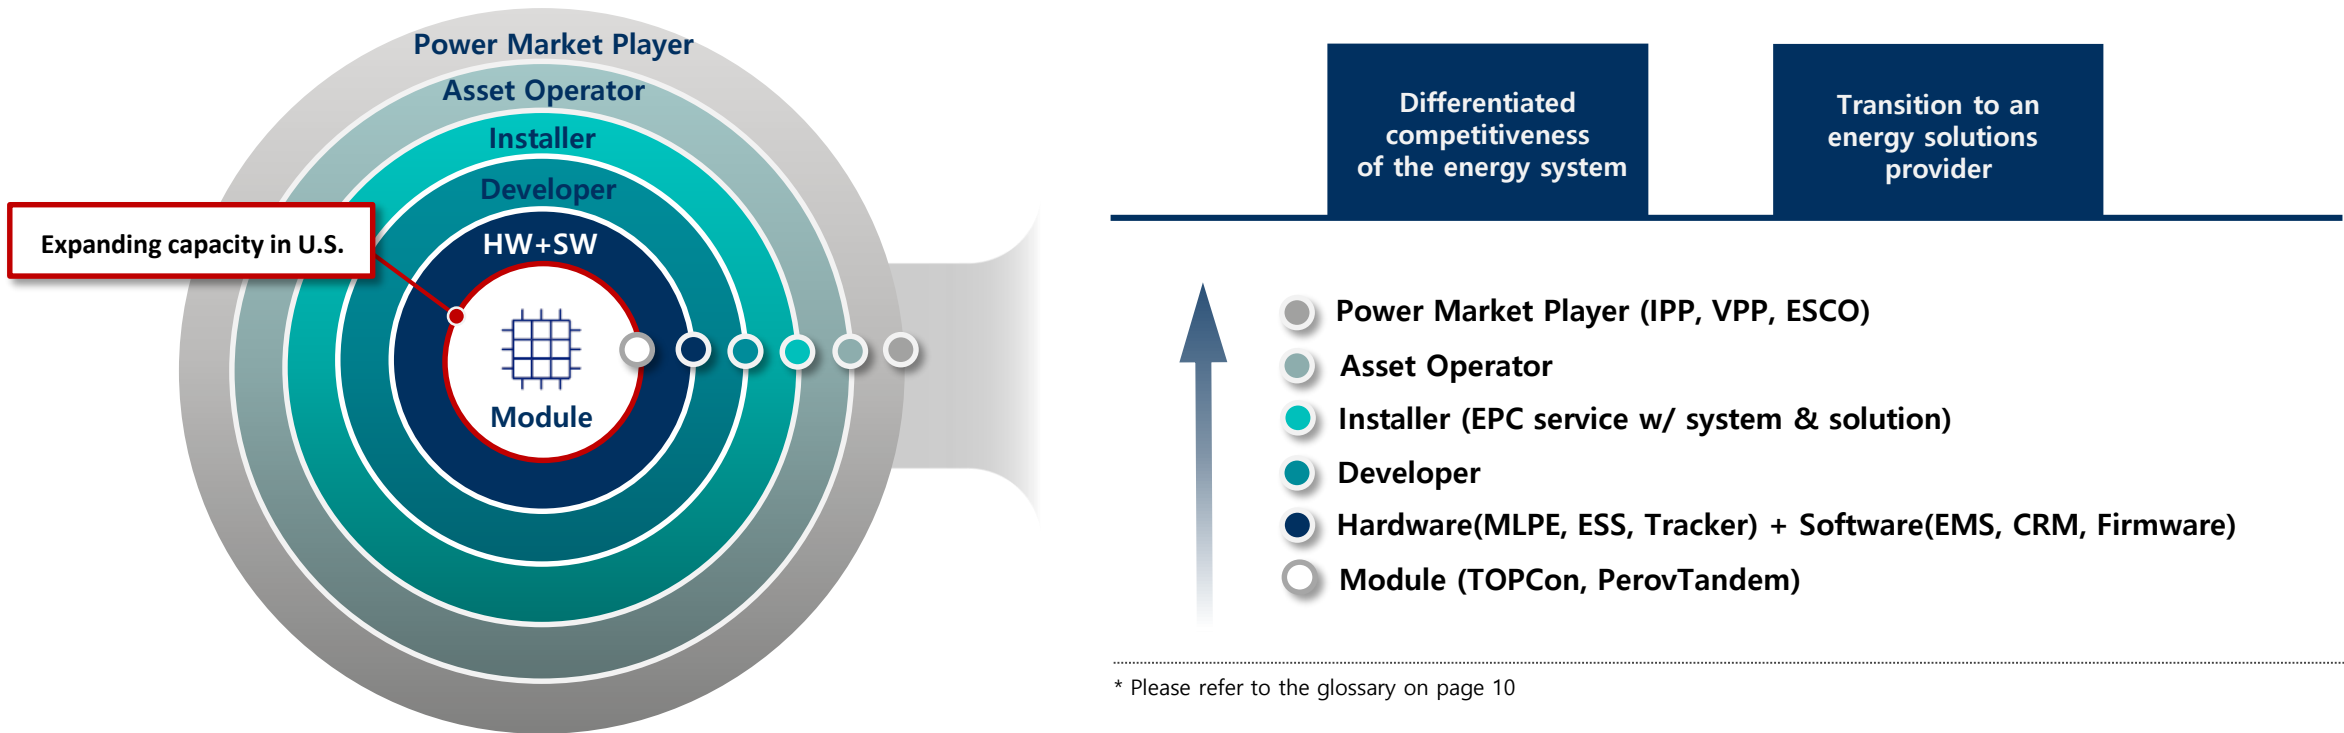 Power Market Player
Asset Operator
Installer
Developer
HW+SW
Module
Expanding capacity in U.S.
Differentiated
competitiveness
of the energy system
Transition to an
energy solutions
provider
Power Market Player (IPP, VPP, ESCO)
Asset Operator
Installer (EPC service w/ system & solution)
Developer
Hardware(MLPE, ESS, Tracker) + Software(EMS, CRM, Firmware)
Module (TOPCon, PerovTandem)
* Please refer to the glossary on page 10